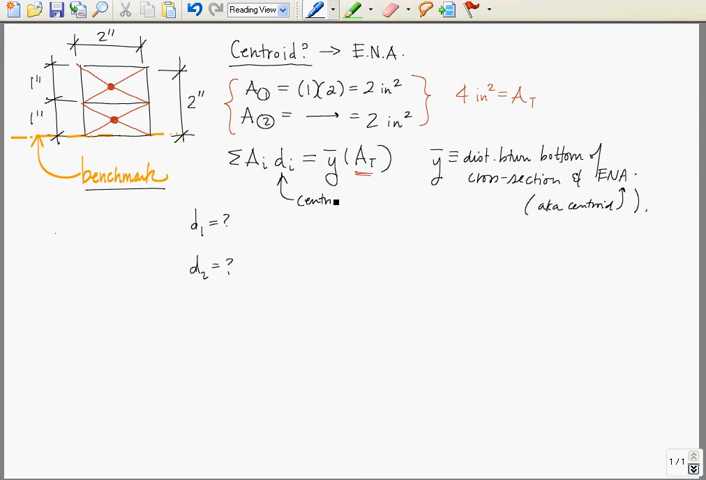 Reading View
2"
1"
1"
2"
benchmark
Centroid? → E.N.A.
A① = (1)(2) = 2 in²
A② = → = 2 in²
4 in² = A_T
Σ A_i d_i = ȳ (A_T)
centr
ȳ ≡ dist. btwn bottom of
cross-section & ENA.
(aka centroid).
d₁ = ?
d₂ = ?
1/1